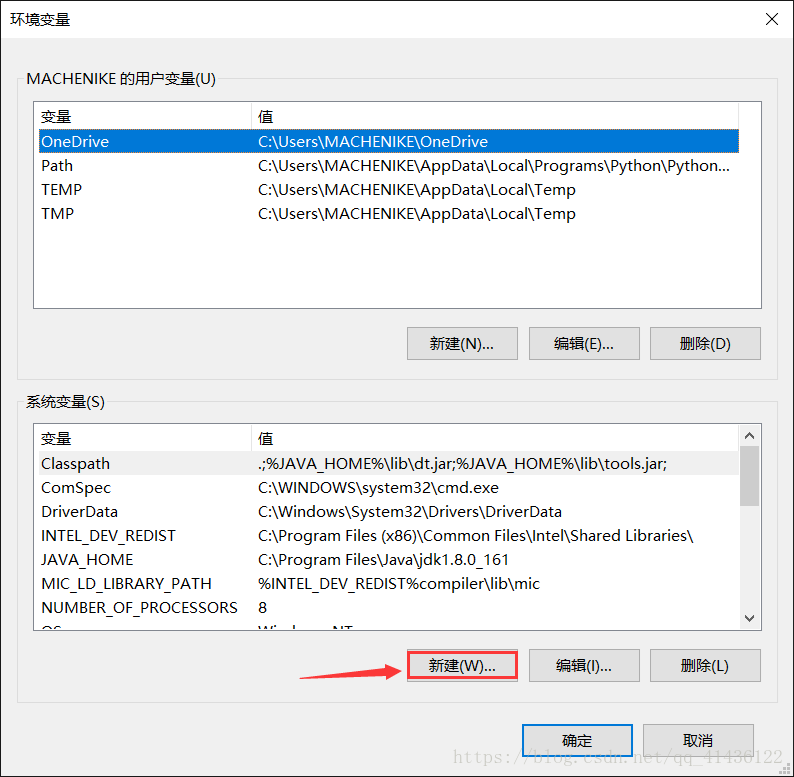 环境变量
MACHENIKE 的用户变量(U)
变量 值
OneDrive C:\Users\MACHENIKE\OneDrive
Path C:\Users\MACHENIKE\AppData\Local\Programs\Python\Python...
TEMP C:\Users\MACHENIKE\AppData\Local\Temp
TMP C:\Users\MACHENIKE\AppData\Local\Temp
新建(N)... 编辑(E)... 删除(D)
系统变量(S)
变量 值
Classpath .;%JAVA_HOME%\lib\dt.jar;%JAVA_HOME%\lib\tools.jar;
ComSpec C:\WINDOWS\system32\cmd.exe
DriverData C:\Windows\System32\Drivers\DriverData
INTEL_DEV_REDIST C:\Program Files (x86)\Common Files\Intel\Shared Libraries\
JAVA_HOME C:\Program Files\Java\jdk1.8.0_161
MIC_LD_LIBRARY_PATH %INTEL_DEV_REDIST%compiler\lib\mic
NUMBER_OF_PROCESSORS 8
OS Windows_NT
新建(W)... 编辑(I)... 删除(L)
确定 取消
https://blog.csdn.net/qq_41436122